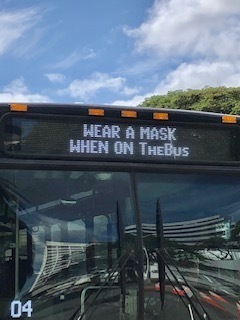 WEAR A MASK
WHEN ON THEBUS
04